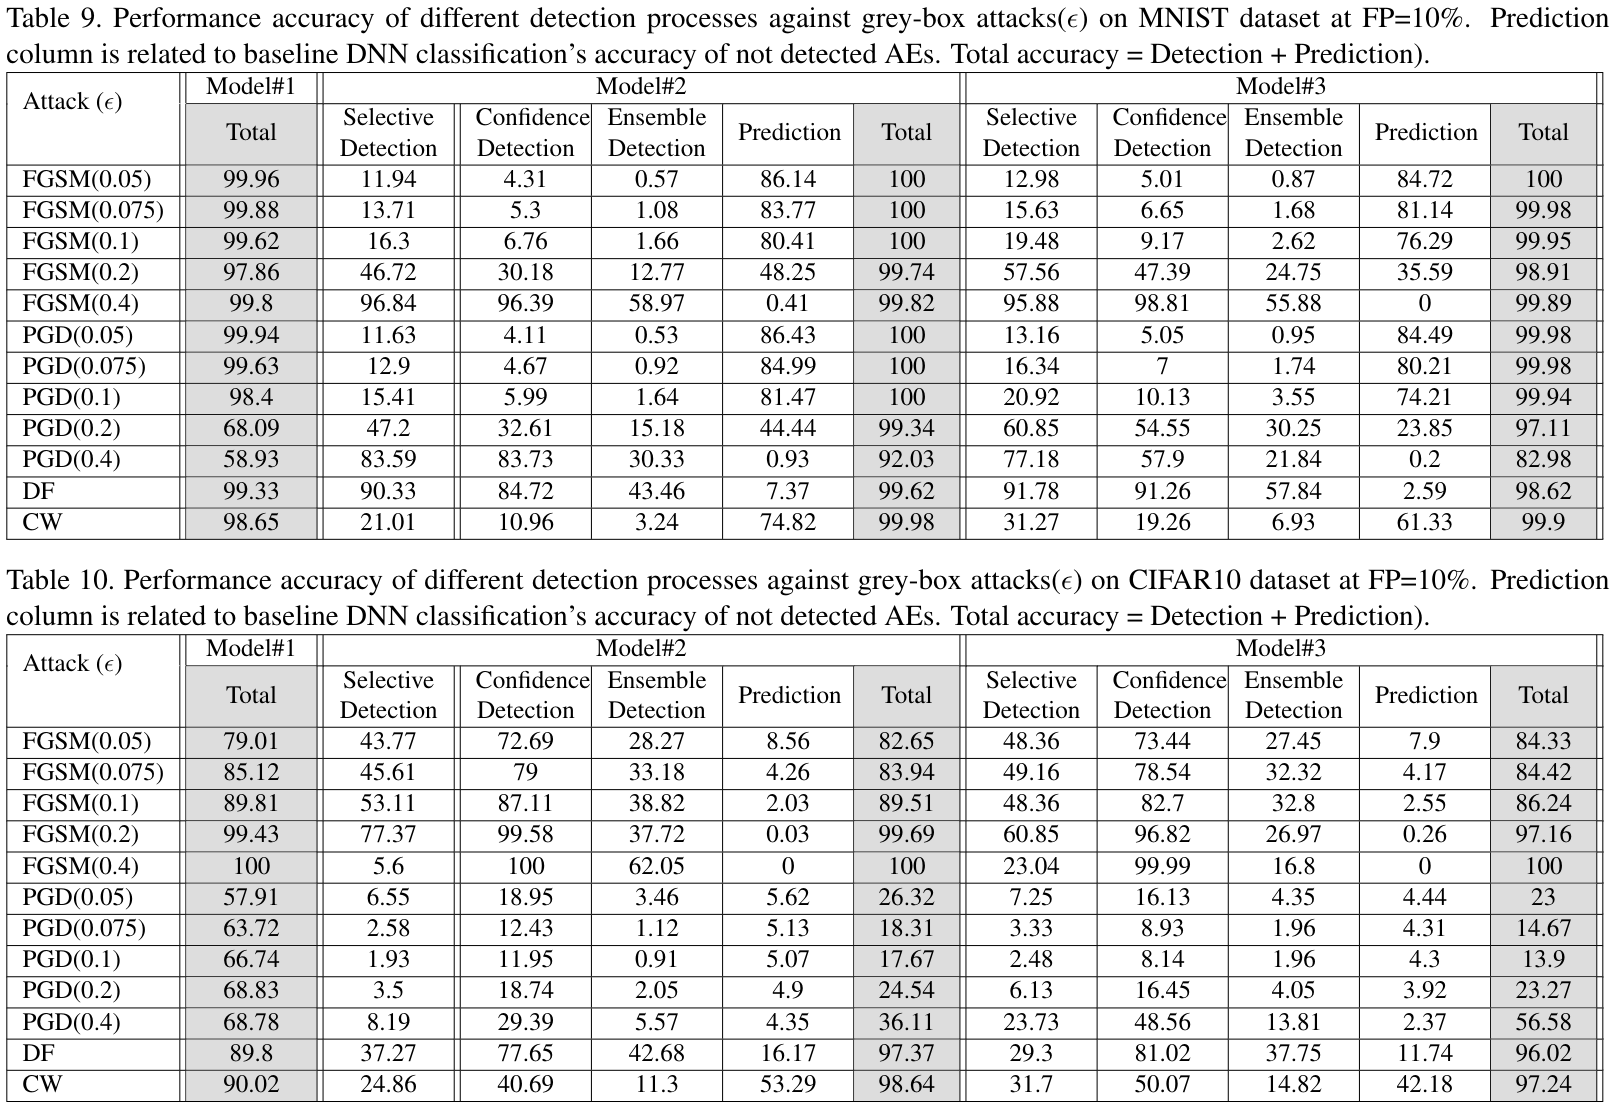 Table 9. Performance accuracy of different detection processes against grey-box attacks(ϵ) on MNIST dataset at FP=10%. Prediction
column is related to baseline DNN classification's accuracy of not detected AEs. Total accuracy = Detection + Prediction).
Attack (ϵ) Model#1 Model#2 Model#3
Total Selective Detection Confidence Detection Ensemble Detection Prediction Total Selective Detection Confidence Detection Ensemble Detection Prediction Total
FGSM(0.05) 99.96 11.94 4.31 0.57 86.14 100 12.98 5.01 0.87 84.72 100
FGSM(0.075) 99.88 13.71 5.3 1.08 83.77 100 15.63 6.65 1.68 81.14 99.98
FGSM(0.1) 99.62 16.3 6.76 1.66 80.41 100 19.48 9.17 2.62 76.29 99.95
FGSM(0.2) 97.86 46.72 30.18 12.77 48.25 99.74 57.56 47.39 24.75 35.59 98.91
FGSM(0.4) 99.8 96.84 96.39 58.97 0.41 99.82 95.88 98.81 55.88 0 99.89
PGD(0.05) 99.94 11.63 4.11 0.53 86.43 100 13.16 5.05 0.95 84.49 99.98
PGD(0.075) 99.63 12.9 4.67 0.92 84.99 100 16.34 7 1.74 80.21 99.98
PGD(0.1) 98.4 15.41 5.99 1.64 81.47 100 20.92 10.13 3.55 74.21 99.94
PGD(0.2) 68.09 47.2 32.61 15.18 44.44 99.34 60.85 54.55 30.25 23.85 97.11
PGD(0.4) 58.93 83.59 83.73 30.33 0.93 92.03 77.18 57.9 21.84 0.2 82.98
DF 99.33 90.33 84.72 43.46 7.37 99.62 91.78 91.26 57.84 2.59 98.62
CW 98.65 21.01 10.96 3.24 74.82 99.98 31.27 19.26 6.93 61.33 99.9
Table 10. Performance accuracy of different detection processes against grey-box attacks(ϵ) on CIFAR10 dataset at FP=10%. Prediction
column is related to baseline DNN classification's accuracy of not detected AEs. Total accuracy = Detection + Prediction).
Attack (ϵ) Model#1 Model#2 Model#3
Total Selective Detection Confidence Detection Ensemble Detection Prediction Total Selective Detection Confidence Detection Ensemble Detection Prediction Total
FGSM(0.05) 79.01 43.77 72.69 28.27 8.56 82.65 48.36 73.44 27.45 7.9 84.33
FGSM(0.075) 85.12 45.61 79 33.18 4.26 83.94 49.16 78.54 32.32 4.17 84.42
FGSM(0.1) 89.81 53.11 87.11 38.82 2.03 89.51 48.36 82.7 32.8 2.55 86.24
FGSM(0.2) 99.43 77.37 99.58 37.72 0.03 99.69 60.85 96.82 26.97 0.26 97.16
FGSM(0.4) 100 5.6 100 62.05 0 100 23.04 99.99 16.8 0 100
PGD(0.05) 57.91 6.55 18.95 3.46 5.62 26.32 7.25 16.13 4.35 4.44 23
PGD(0.075) 63.72 2.58 12.43 1.12 5.13 18.31 3.33 8.93 1.96 4.31 14.67
PGD(0.1) 66.74 1.93 11.95 0.91 5.07 17.67 2.48 8.14 1.96 4.3 13.9
PGD(0.2) 68.83 3.5 18.74 2.05 4.9 24.54 6.13 16.45 4.05 3.92 23.27
PGD(0.4) 68.78 8.19 29.39 5.57 4.35 36.11 23.73 48.56 13.81 2.37 56.58
DF 89.8 37.27 77.65 42.68 16.17 97.37 29.3 81.02 37.75 11.74 96.02
CW 90.02 24.86 40.69 11.3 53.29 98.64 31.7 50.07 14.82 42.18 97.24